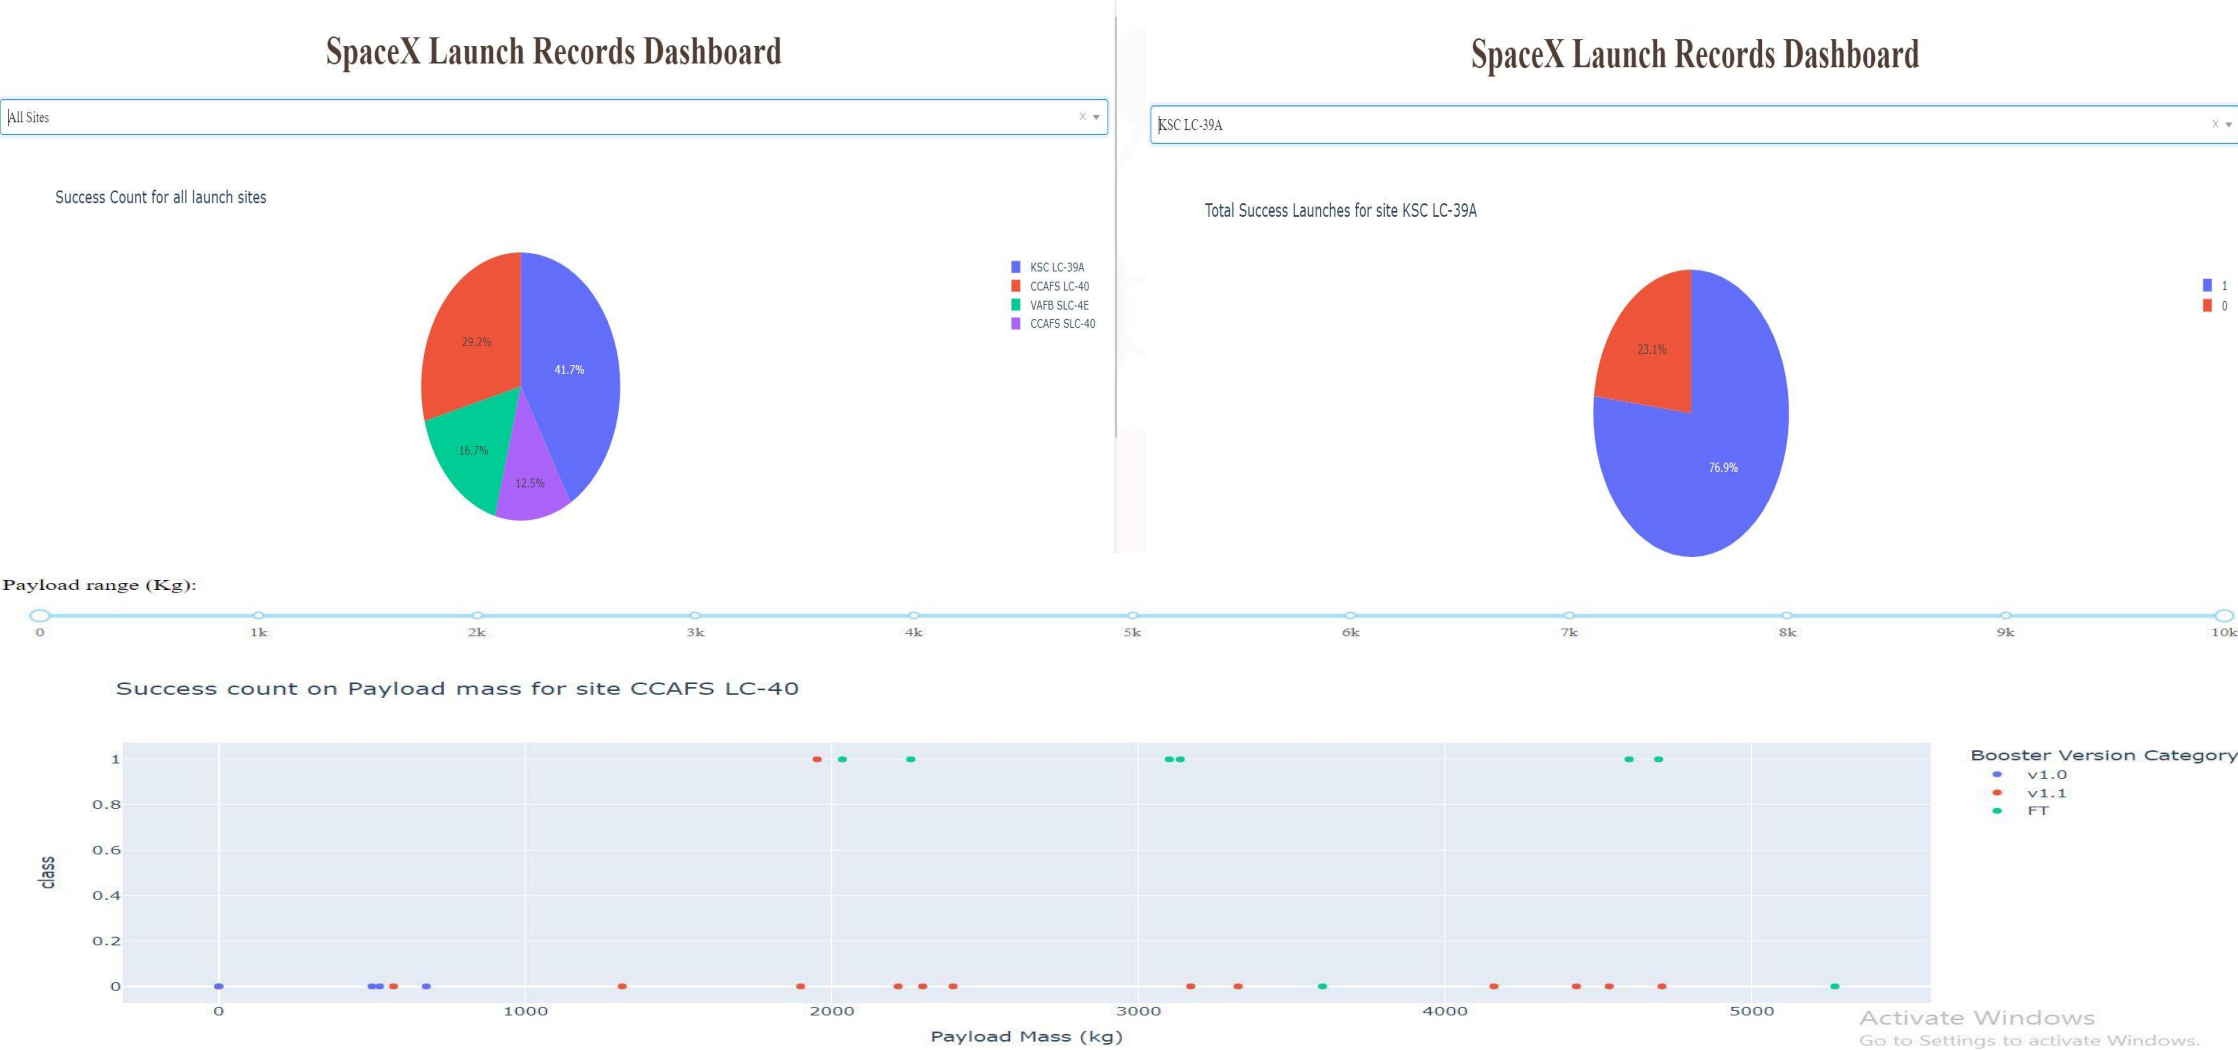 SpaceX Launch Records Dashboard
All Sites
x
Success Count for all launch sites
KSC LC-39A
CCAFS LC-40
VAFB SLC-4E
CCAFS SLC-40
29.2%
41.7%
16.7%
12.5%
SpaceX Launch Records Dashboard
KSC LC-39A
x
Total Success Launches for site KSC LC-39A
1
0
23.1%
76.9%
Payload range (Kg):
0 1k 2k 3k 4k 5k 6k 7k 8k 9k 10k
Success count on Payload mass for site CCAFS LC-40
1
0.8
0.6
0.4
0.2
0
class
0 1000 2000 3000 4000 5000
Payload Mass (kg)
Booster Version Category
v1.0
v1.1
FT
Activate Windows
Go to Settings to activate Windows.